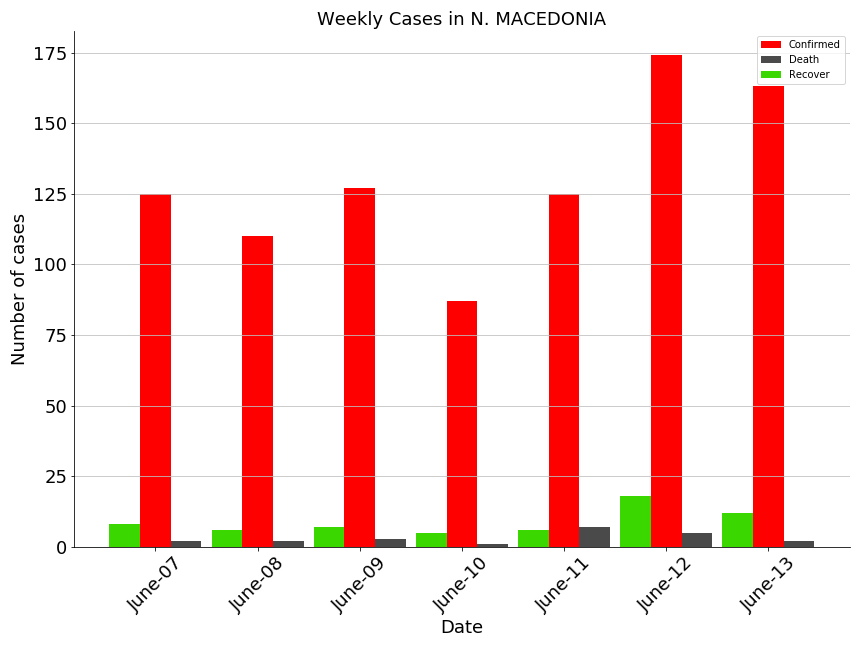 Weekly Cases in N. MACEDONIA
Confirmed
Death
Recover
Number of cases
175
150
125
100
75
50
25
0
June-07
June-08
June-09
June-10
June-11
June-12
June-13
Date